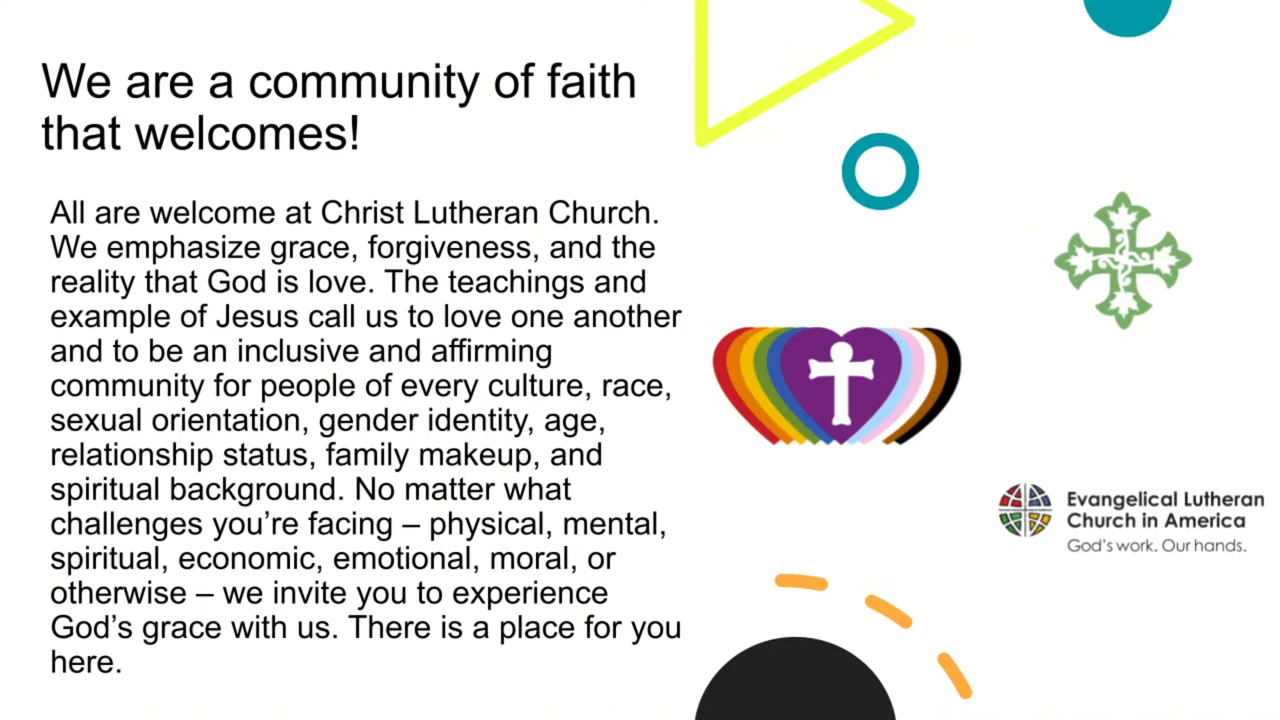 We are a community of faith
that welcomes!
All are welcome at Christ Lutheran Church.
We emphasize grace, forgiveness, and the
reality that God is love. The teachings and
example of Jesus call us to love one another
and to be an inclusive and affirming
community for people of every culture, race,
sexual orientation, gender identity, age,
relationship status, family makeup, and
spiritual background. No matter what
challenges you’re facing – physical, mental,
spiritual, economic, emotional, moral, or
otherwise – we invite you to experience
God’s grace with us. There is a place for you
here.
Evangelical Lutheran
Church in America
God’s work. Our hands.